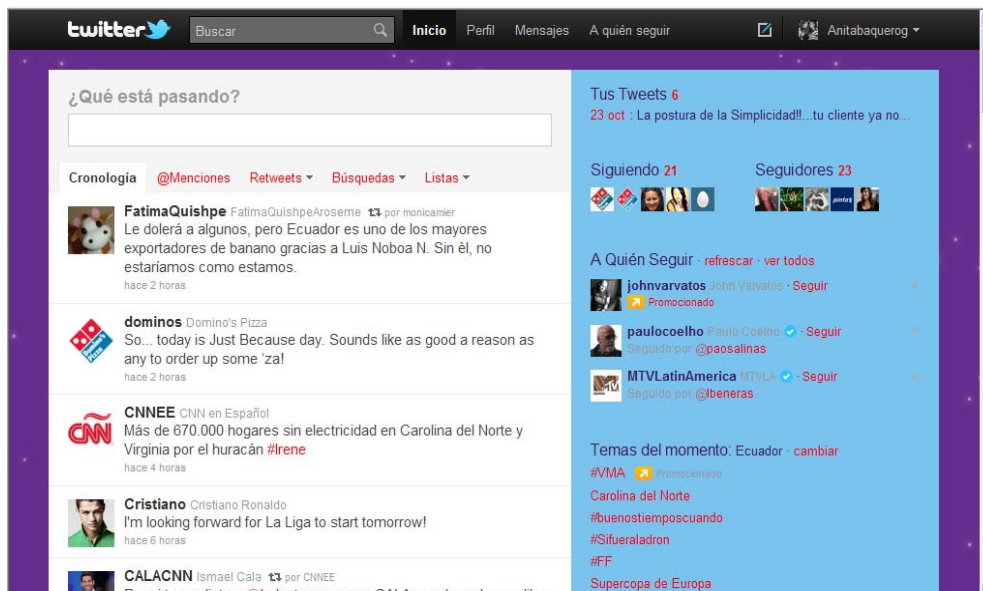 twitter
Buscar
Inicio Perfil Mensajes A quién seguir
Anitabaquerog
¿Qué está pasando?
Cronología @Menciones Retweets Búsquedas Listas
FatimaQuishpe FatimaQuishpeAroseme por monicamier
Le dolerá a algunos, pero Ecuador es uno de los mayores
exportadores de banano gracias a Luis Noboa N. Sin èl, no
estaríamos como estamos.
hace 2 horas
dominos Domino's Pizza
So... today is Just Because day. Sounds like as good a reason as
any to order up some 'za!
hace 2 horas
CNNEE CNN en Español
Más de 670.000 hogares sin electricidad en Carolina del Norte y
Virginia por el huracán #Irene
hace 4 horas
CNN
Cristiano Cristiano Ronaldo
I'm looking forward for La Liga to start tomorrow!
hace 6 horas
CALACNN Ismael Cala por CNNEE
Tus Tweets 6
23 oct : La postura de la Simplicidad!!...tu cliente ya no...
Siguiendo 21
Seguidores 23
A Quién Seguir · refrescar · ver todos
johnvarvatos John Varvatos · Seguir
Promocionado
paulocoelho Paulo Coelho · Seguir
Seguido por @paosalinas
MTVLatinAmerica MTVLA · Seguir
Seguido por @lbeneras
Temas del momento: Ecuador · cambiar
#VMA Promocionado
Carolina del Norte
#buenostiemposcuando
#Sifueraladron
#FF
Supercopa de Europa